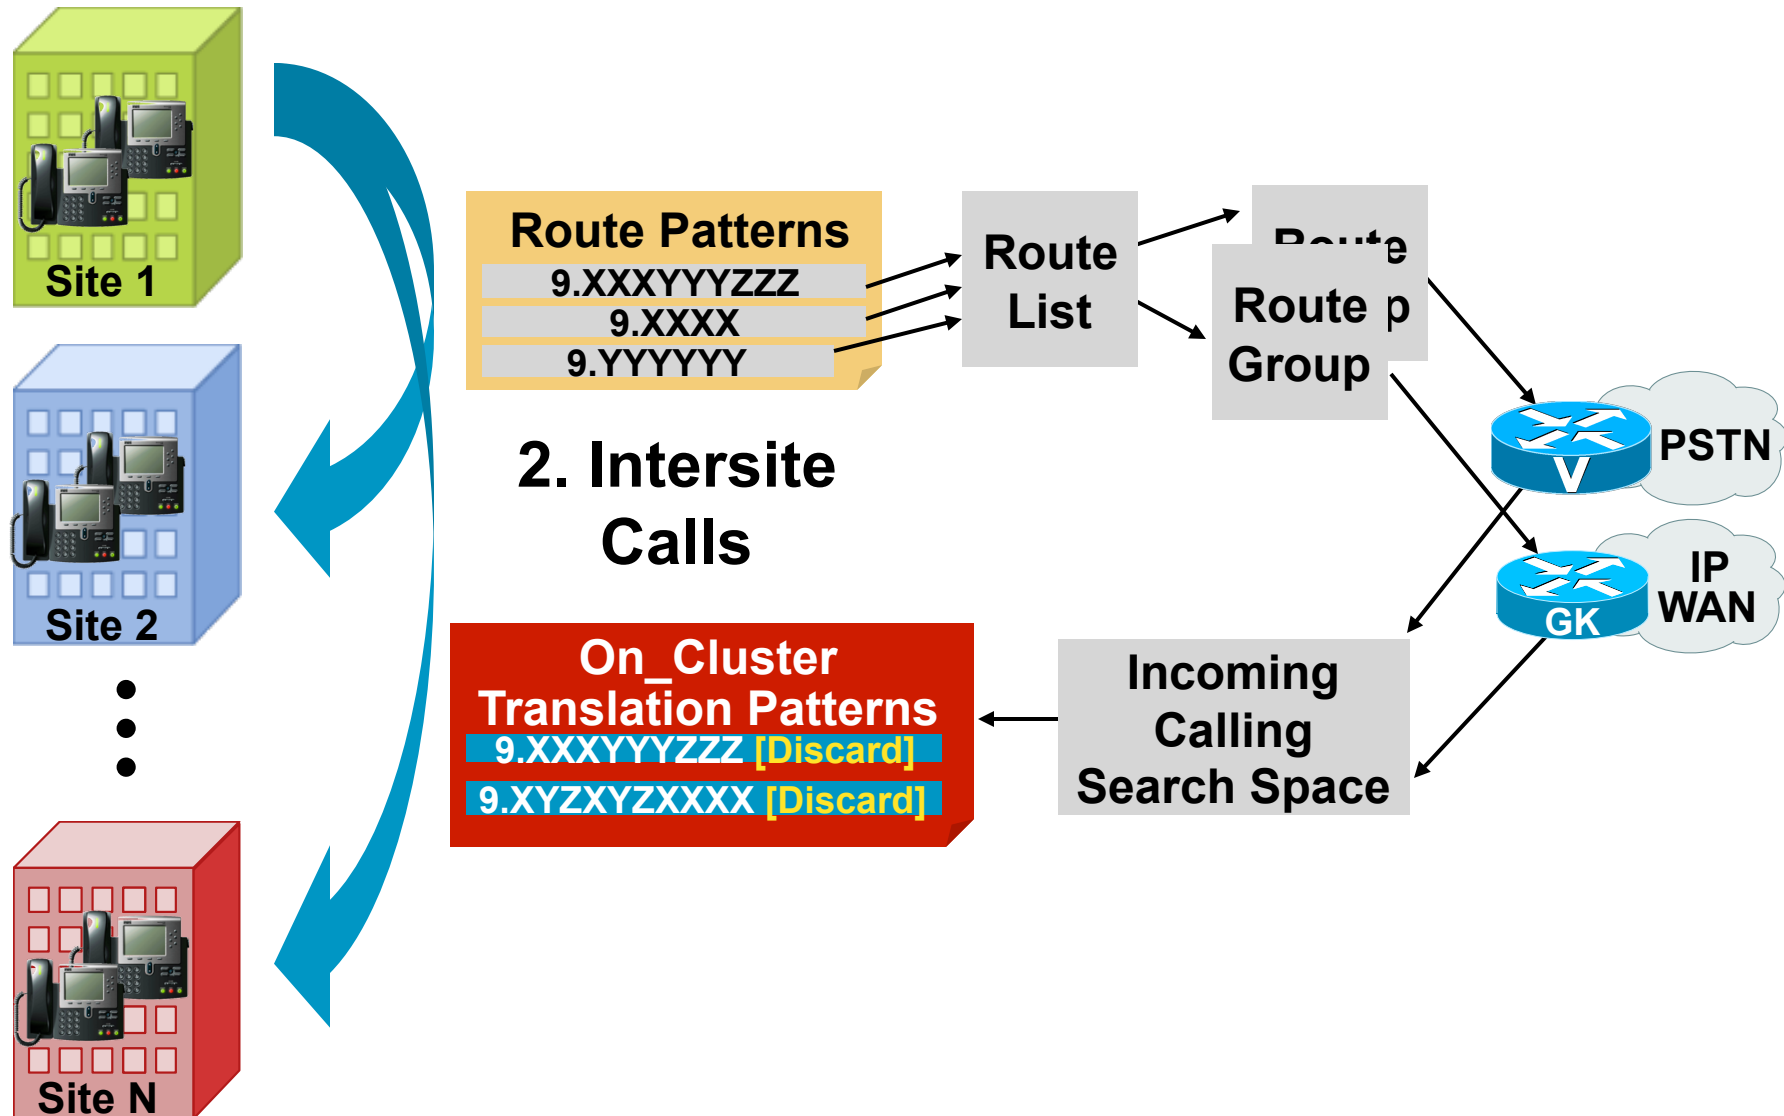 Site 1
Site 2
Site N
Route Patterns
9.XXXYYYZZZ
9.XXXX
9.YYYYYY
Route
List
Route
p
Route
Group
PSTN
V
IP
WAN
GK
2. Intersite
Calls
On_Cluster
Translation Patterns
9.XXXYYYZZZ [Discard]
9.XYZXYZXXXX [Discard]
Incoming
Calling
Search Space